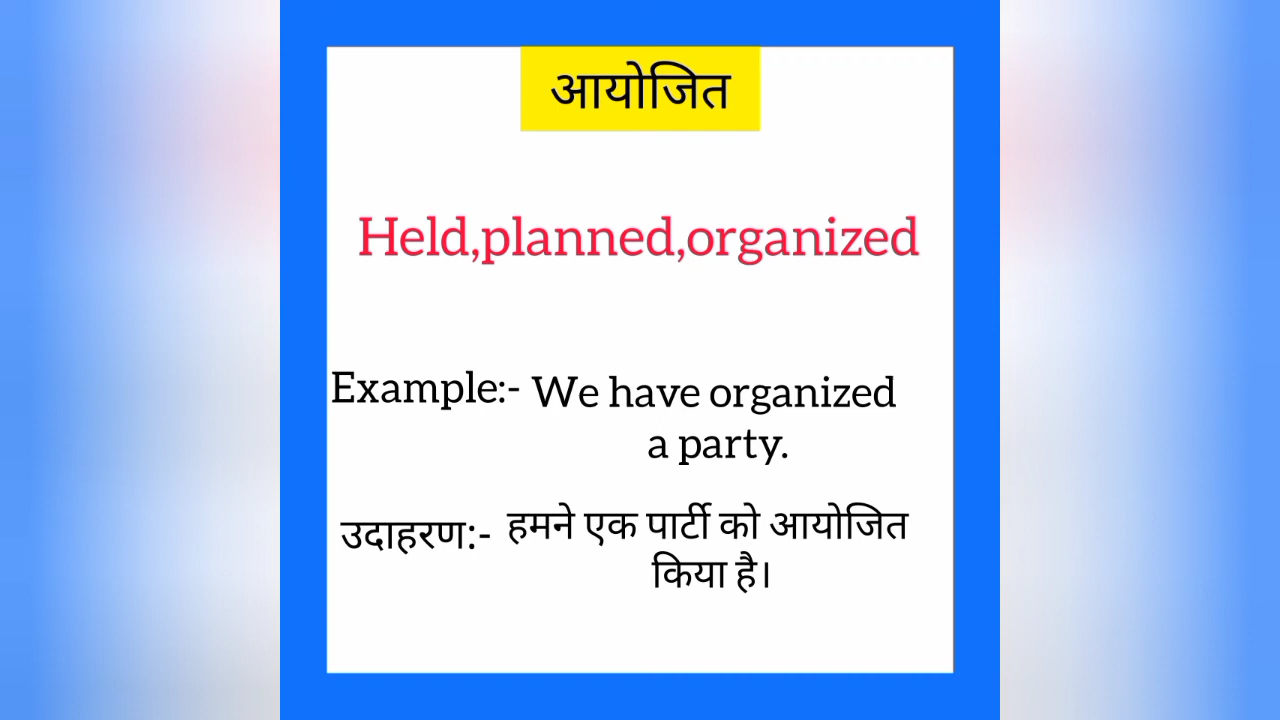 आयोजित
Held,planned,organized
Example:- We have organized
a party.
उदाहरण:- हमने एक पार्टी को आयोजित
किया है।